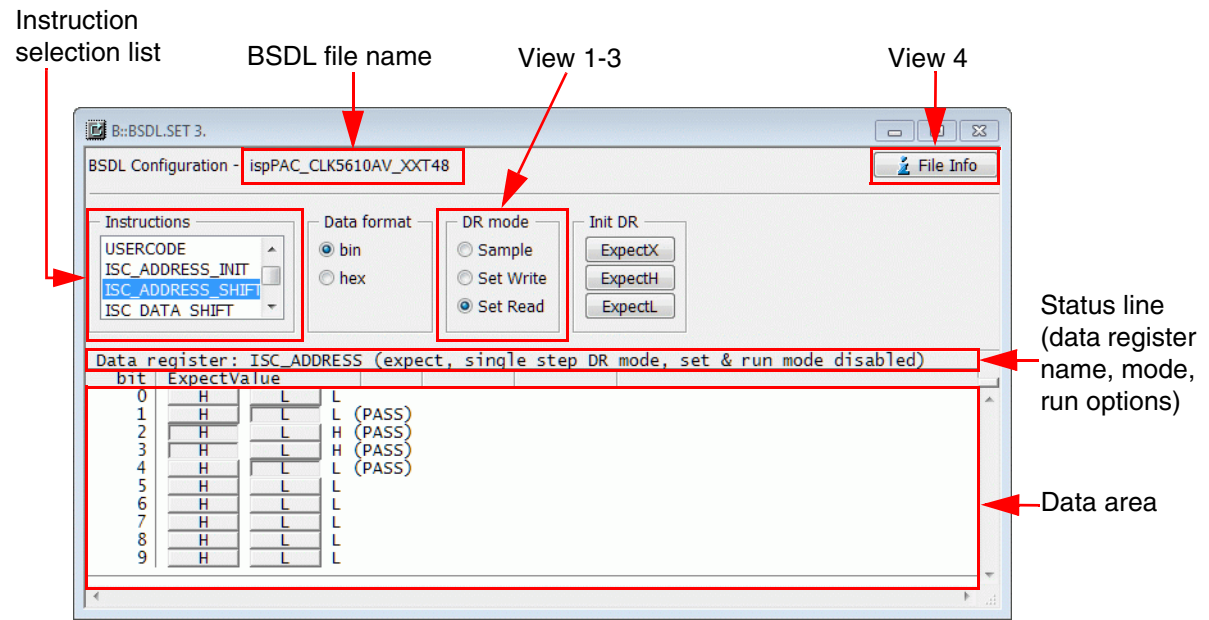 Instruction
selection list
BSDL file name
View 1-3
View 4
B::BSDL.SET 3.
BSDL Configuration - ispPAC_CLK5610AV_XXT48
File Info
Instructions
USERCODE
ISC_ADDRESS_INIT
ISC_ADDRESS_SHIFT
ISC DATA SHIFT
Data format
bin
hex
DR mode
Sample
Set Write
Set Read
Init DR
ExpectX
ExpectH
ExpectL
Data register: ISC_ADDRESS (expect, single step DR mode, set & run mode disabled)
bit ExpectValue
0 H L L
1 H L L (PASS)
2 H L H (PASS)
3 H L H (PASS)
4 H L L (PASS)
5 H L L
6 H L L
7 H L L
8 H L L
9 H L L
Status line
(data register
name, mode,
run options)
Data area